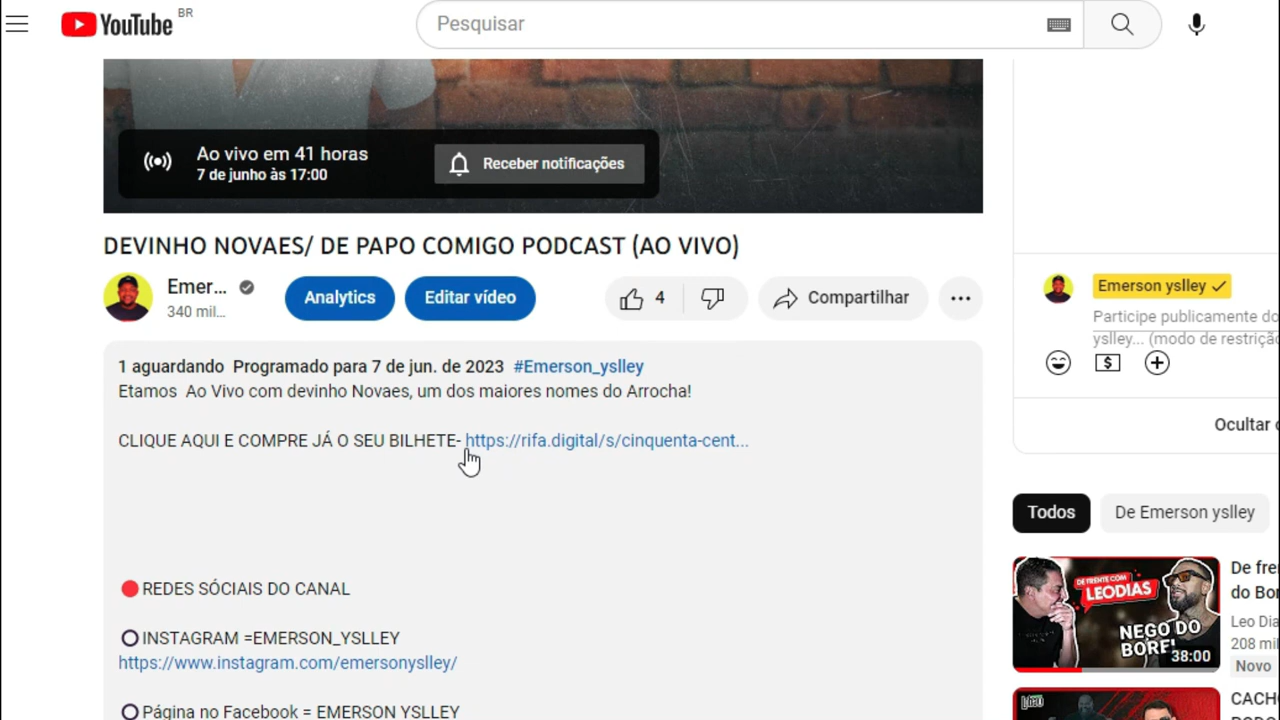 YouTube BR
Pesquisar
Ao vivo em 41 horas
7 de junho às 17:00
Receber notificações
DEVINHO NOVAES/ DE PAPO COMIGO PODCAST (AO VIVO)
Emer...
340 mil...
Analytics
Editar vídeo
4
Compartilhar
1 aguardando Programado para 7 de jun. de 2023 #Emerson_yslley
Etamos Ao Vivo com devinho Novaes, um dos maiores nomes do Arrocha!
CLIQUE AQUI E COMPRE JÁ O SEU BILHETE- https://rifa.digital/s/cinquenta-cent...
REDES SÓCIAIS DO CANAL
INSTAGRAM =EMERSON_YSLLEY
https://www.instagram.com/emersonyslley/
Página no Facebook = EMERSON YSLLEY
Emerson yslley
Participe publicamente do
yslley... (modo de restriçã
Ocultar
Todos
De Emerson yslley
DE FRENTE COM
LEODIAS
NEGO DO
BOREL
38:00
De fre
do Bor
Leo Dia
208 mil
Novo
CACHO